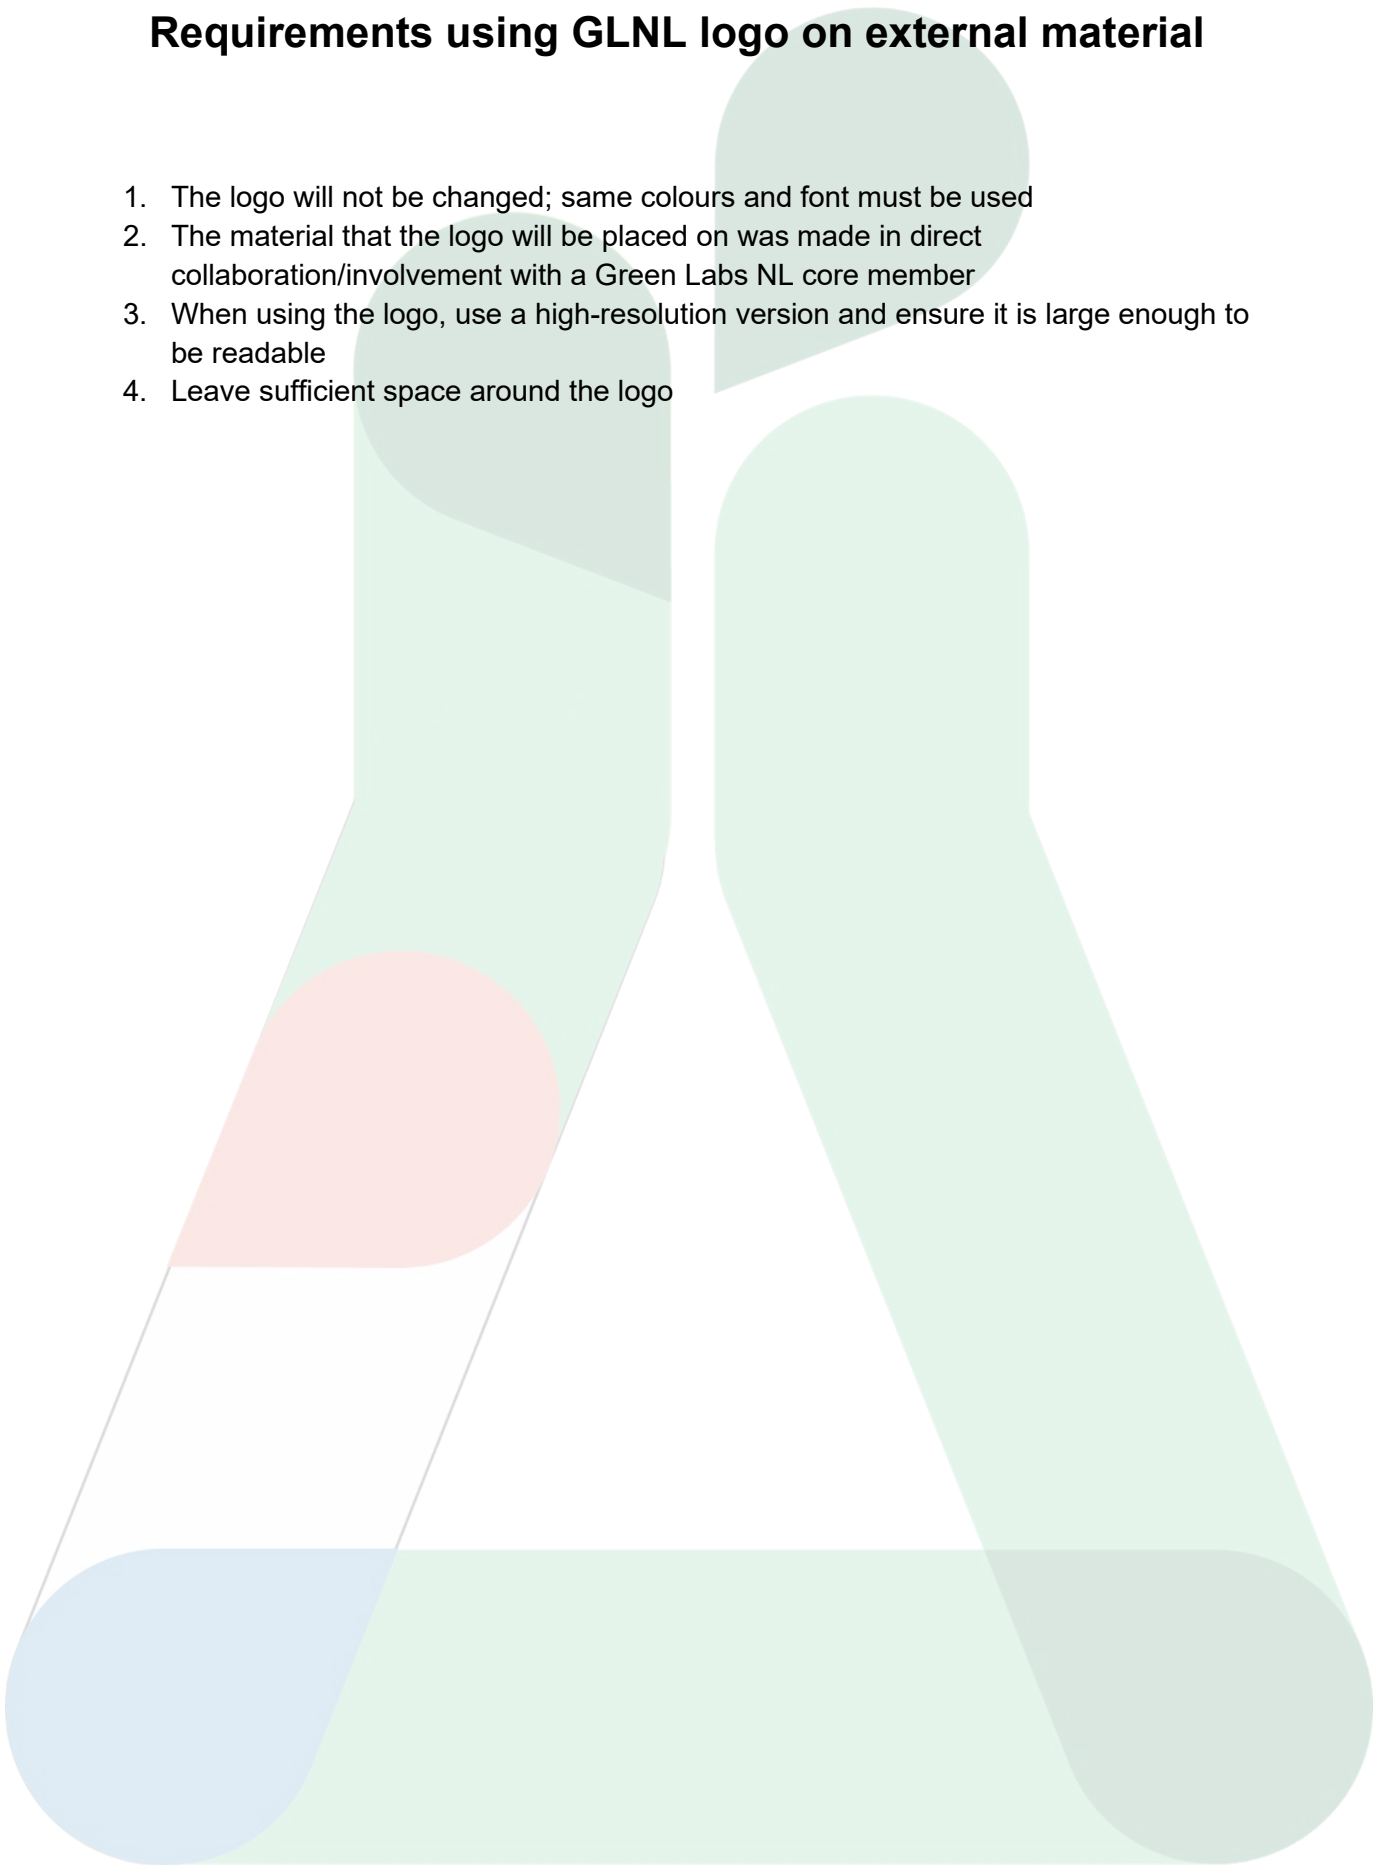 Requirements using GLNL logo on external material
1. The logo will not be changed; same colours and font must be used
2. The material that the logo will be placed on was made in direct
collaboration/involvement with a Green Labs NL core member
3. When using the logo, use a high-resolution version and ensure it is large enough to
be readable
4. Leave sufficient space around the logo